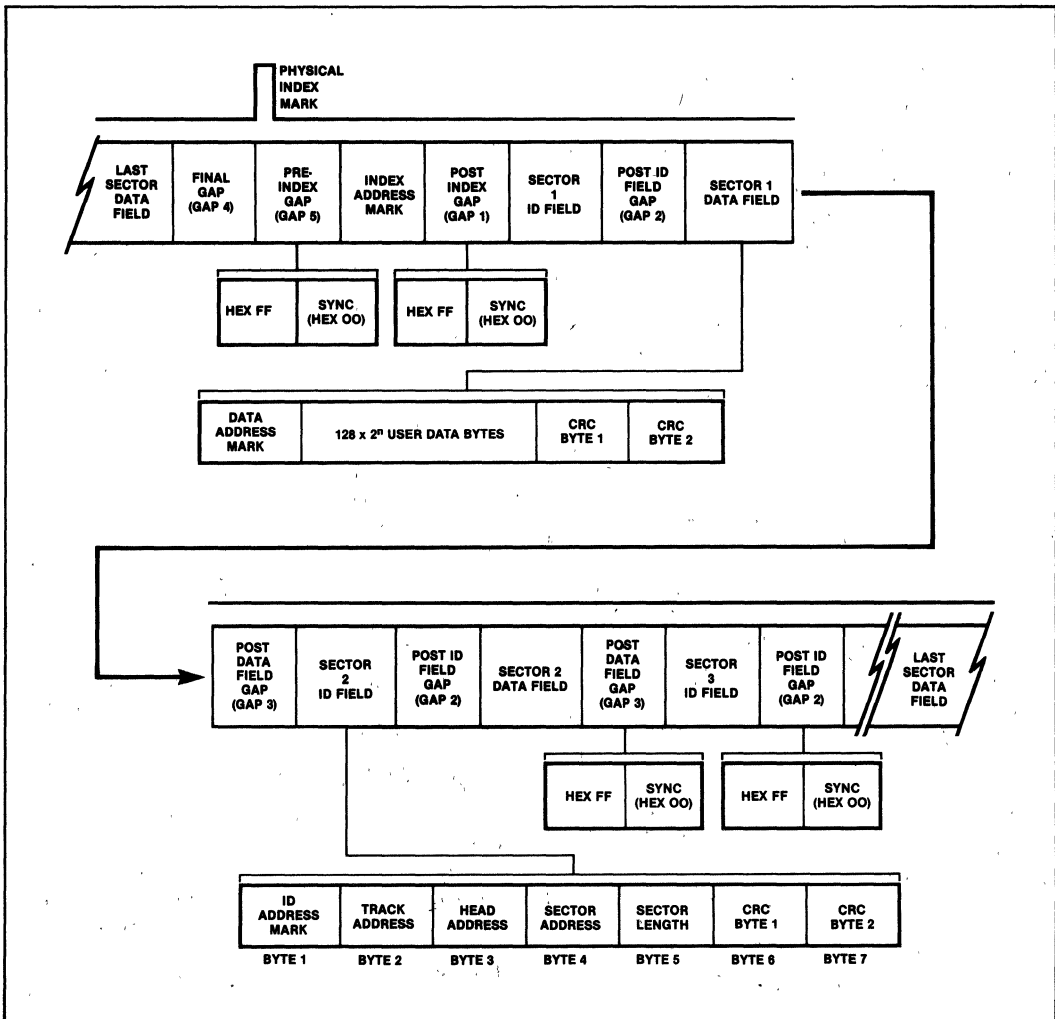 PHYSICAL
INDEX
MARK
LAST
SECTOR
DATA
FIELD
FINAL
GAP
(GAP 4)
PRE-
INDEX
GAP
(GAP 5)
INDEX
ADDRESS
MARK
POST
INDEX
GAP
(GAP 1)
SECTOR
1
ID FIELD
POST ID
FIELD
GAP
(GAP 2)
SECTOR 1
DATA FIELD
HEX FF
SYNC
(HEX OO)
HEX FF
SYNC
(HEX OO)
DATA
ADDRESS
MARK
128 x 2ⁿ USER DATA BYTES
CRC
BYTE 1
CRC
BYTE 2
POST
DATA
FIELD
GAP
(GAP 3)
SECTOR
2
ID FIELD
POST ID
FIELD
GAP
(GAP 2)
SECTOR 2
DATA FIELD
POST
DATA
FIELD
GAP
(GAP 3)
SECTOR
3
ID FIELD
POST ID
FIELD
GAP
(GAP 2)
LAST
SECTOR
DATA
FIELD
HEX FF
SYNC
(HEX OO)
HEX FF
SYNC
(HEX OO)
ID
ADDRESS
MARK
TRACK
ADDRESS
HEAD
ADDRESS
SECTOR
ADDRESS
SECTOR
LENGTH
CRC
BYTE 1
CRC
BYTE 2
BYTE 1
BYTE 2
BYTE 3
BYTE 4
BYTE 5
BYTE 6
BYTE 7